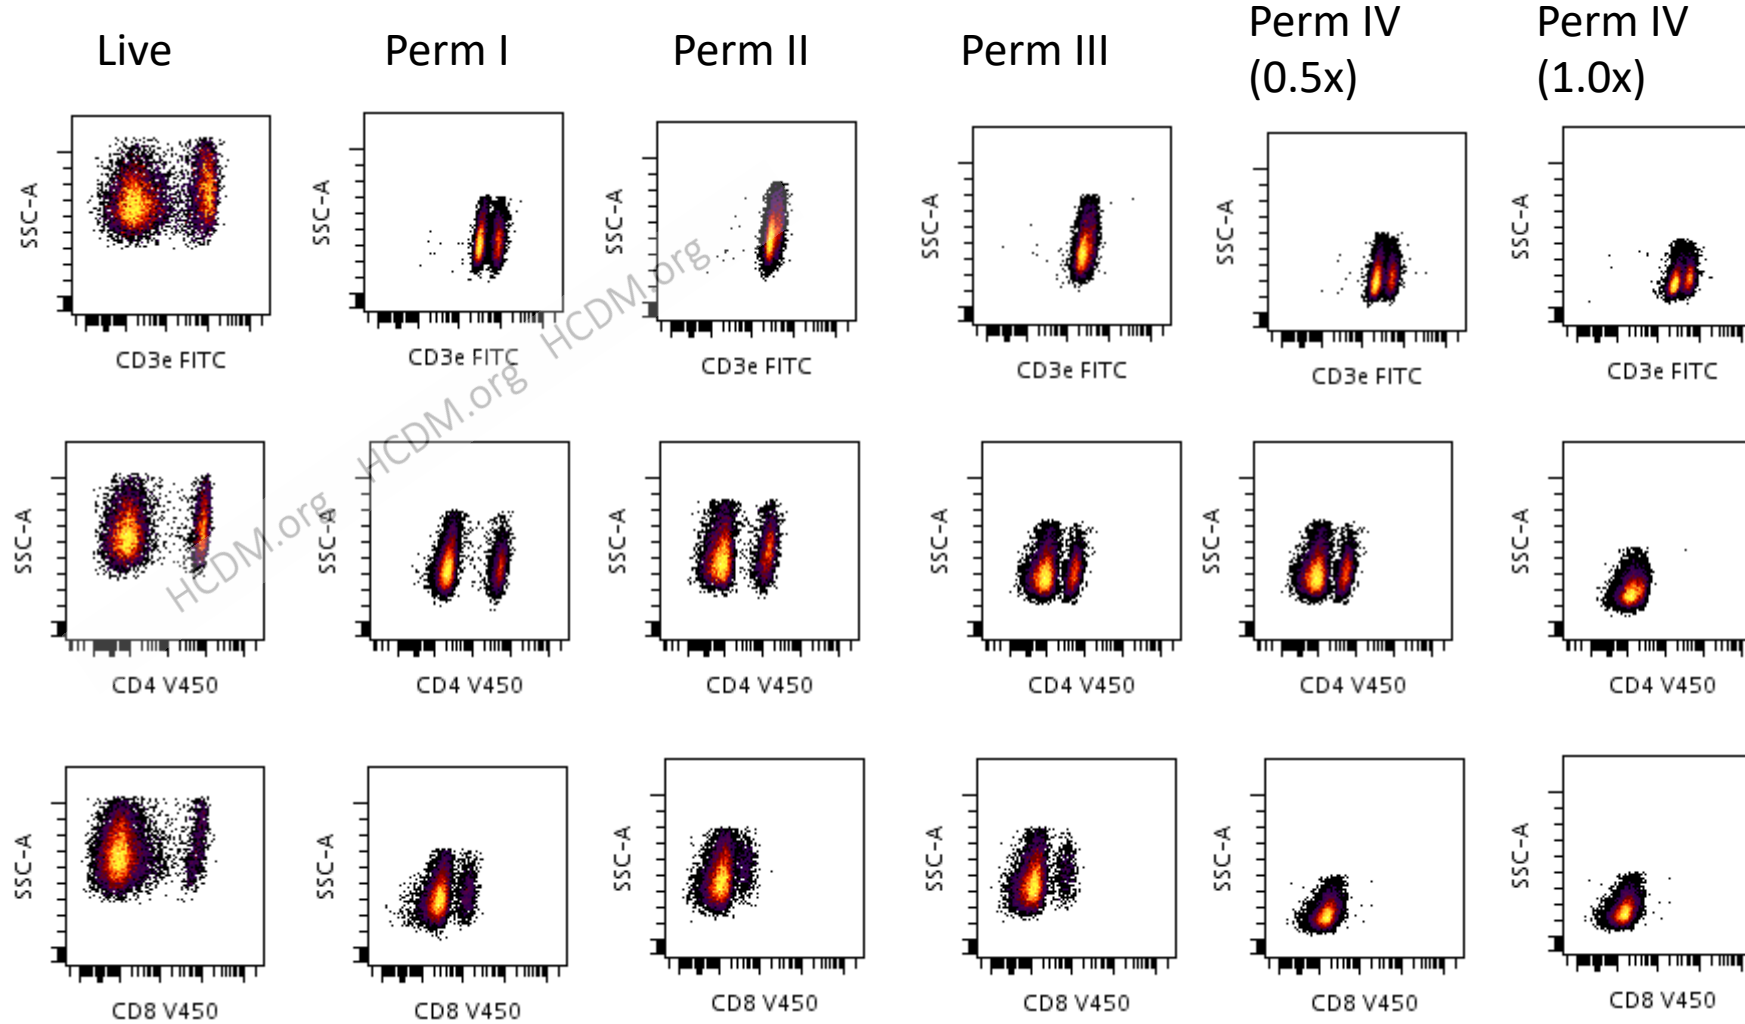 Live
Perm I
Perm II
Perm III
Perm IV
(0.5x)
Perm IV
(1.0x)
SSC-A
CD3e FITC
SSC-A
CD3e FITC
SSC-A
CD3e FITC
SSC-A
CD3e FITC
SSC-A
CD3e FITC
SSC-A
CD3e FITC
HCDM.org HCDM.org HCDM.org
SSC-A
CD4 V450
SSC-A
CD4 V450
SSC-A
CD4 V450
SSC-A
CD4 V450
SSC-A
CD4 V450
SSC-A
CD4 V450
SSC-A
CD8 V450
SSC-A
CD8 V450
SSC-A
CD8 V450
SSC-A
CD8 V450
SSC-A
CD8 V450
SSC-A
CD8 V450